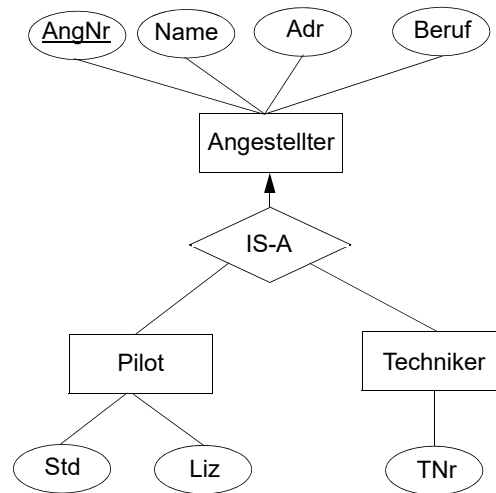 AngNr
Name
Adr
Beruf
Angestellter
IS-A
Pilot
Techniker
Std
Liz
TNr